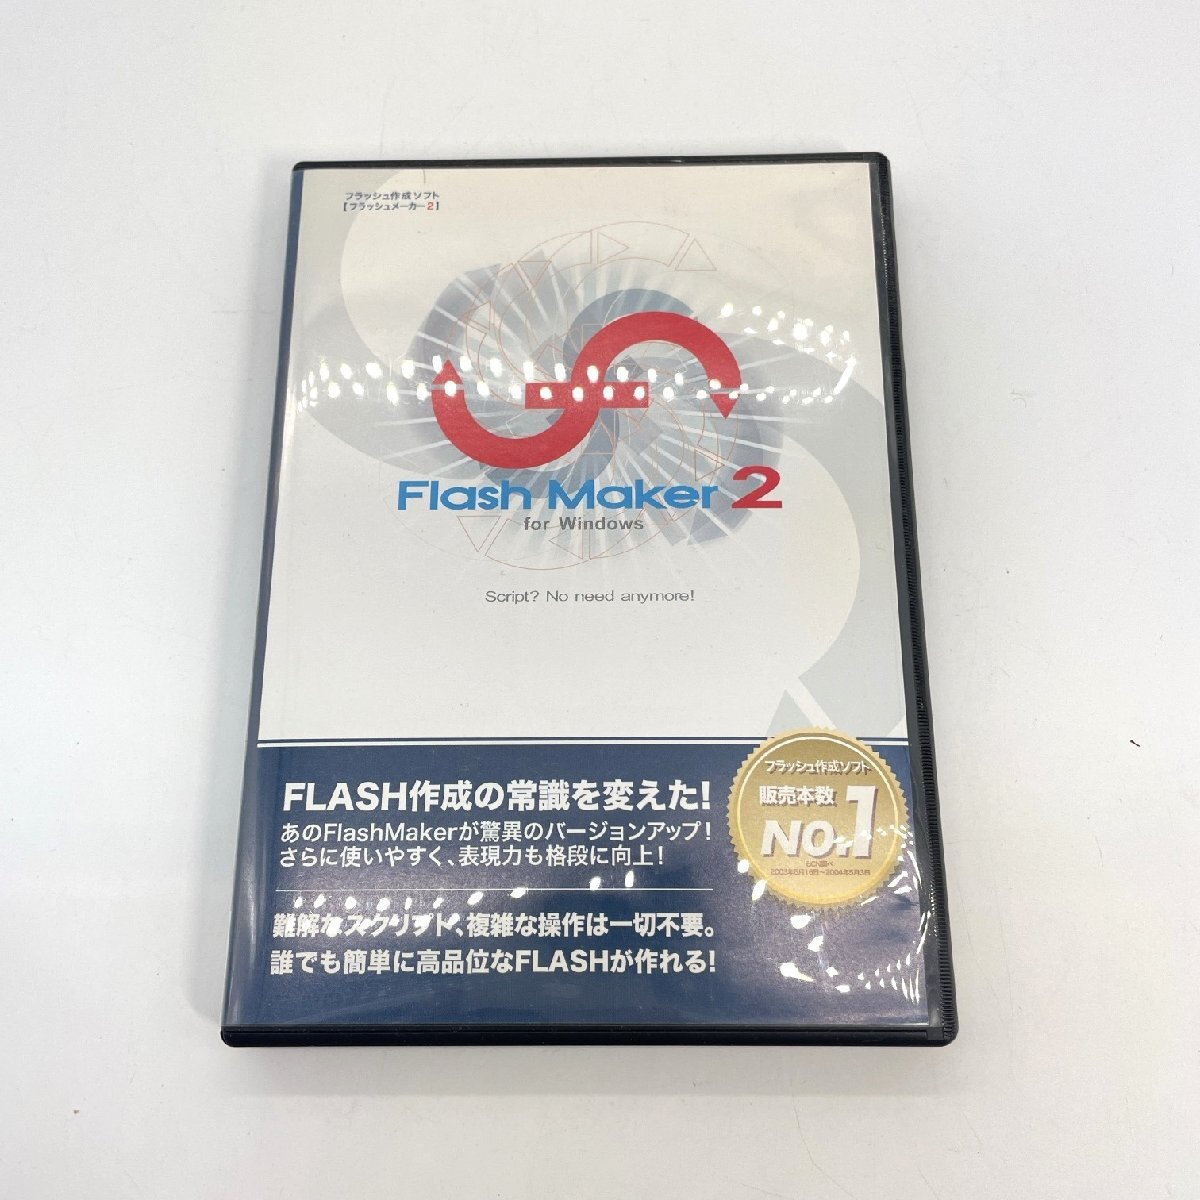 フラッシュ作成ソフト
[フラッシュメーカー2]
Flash Maker 2
for Windows
Script? No need anymore!
FLASH作成の常識を変えた!
あのFlashMakerが驚異のバージョンアップ!
さらに使いやすく、表現力も格段に向上!
難解なスクリプト、複雑な操作は一切不要。
誰でも簡単に高品位なFLASHが作れる!
フラッシュ作成ソフト
販売本数
NO.1